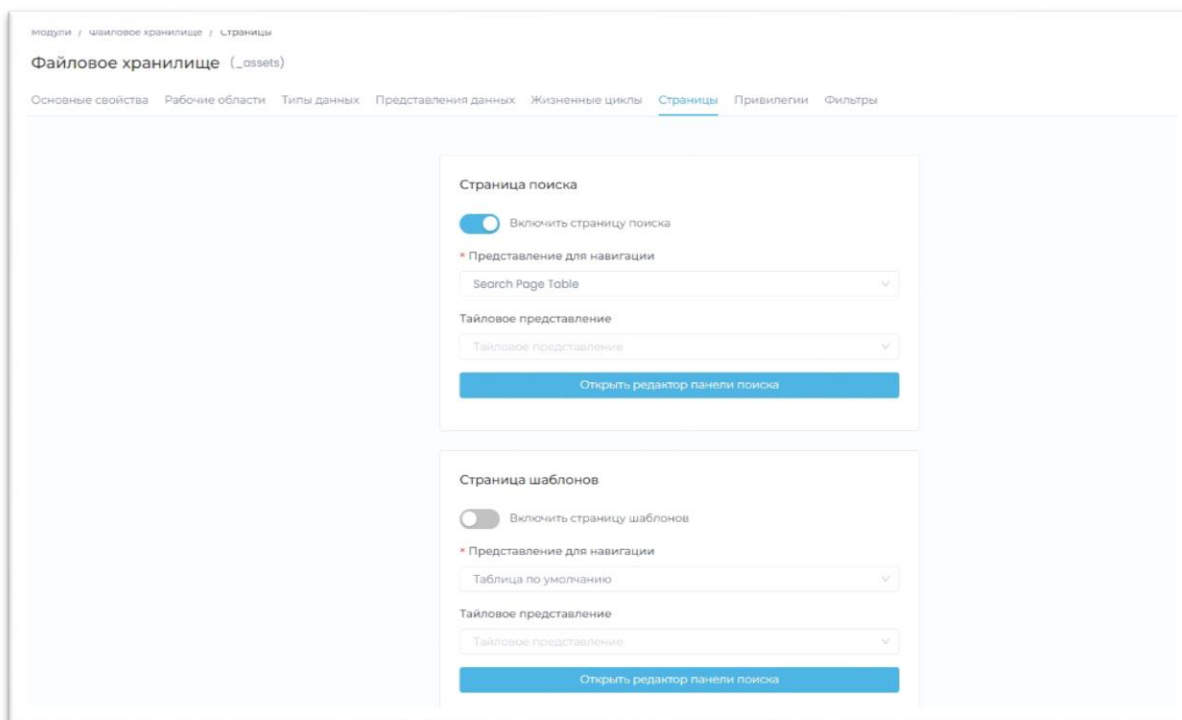 Модули / Файловое хранилище / Страницы
Файловое хранилище (_assets)
Основные свойства Рабочие области Типы данных Представления данных Жизненные циклы Страницы Привилегии Фильтры
Страница поиска
Включить страницу поиска
* Представление для навигации
Search Page Table
Тайловое представление
Тайловое представление
Открыть редактор панели поиска
Страница шаблонов
Включить страницу шаблонов
* Представление для навигации
Таблица по умолчанию
Тайловое представление
Тайловое представление
Открыть редактор панели поиска